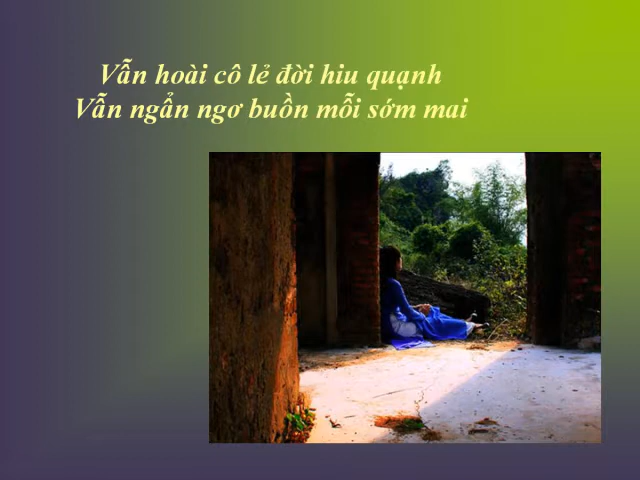 Vẫn hoài cô lẻ đời hiu quạnh
Vẫn ngẩn ngơ buồn mỗi sớm mai